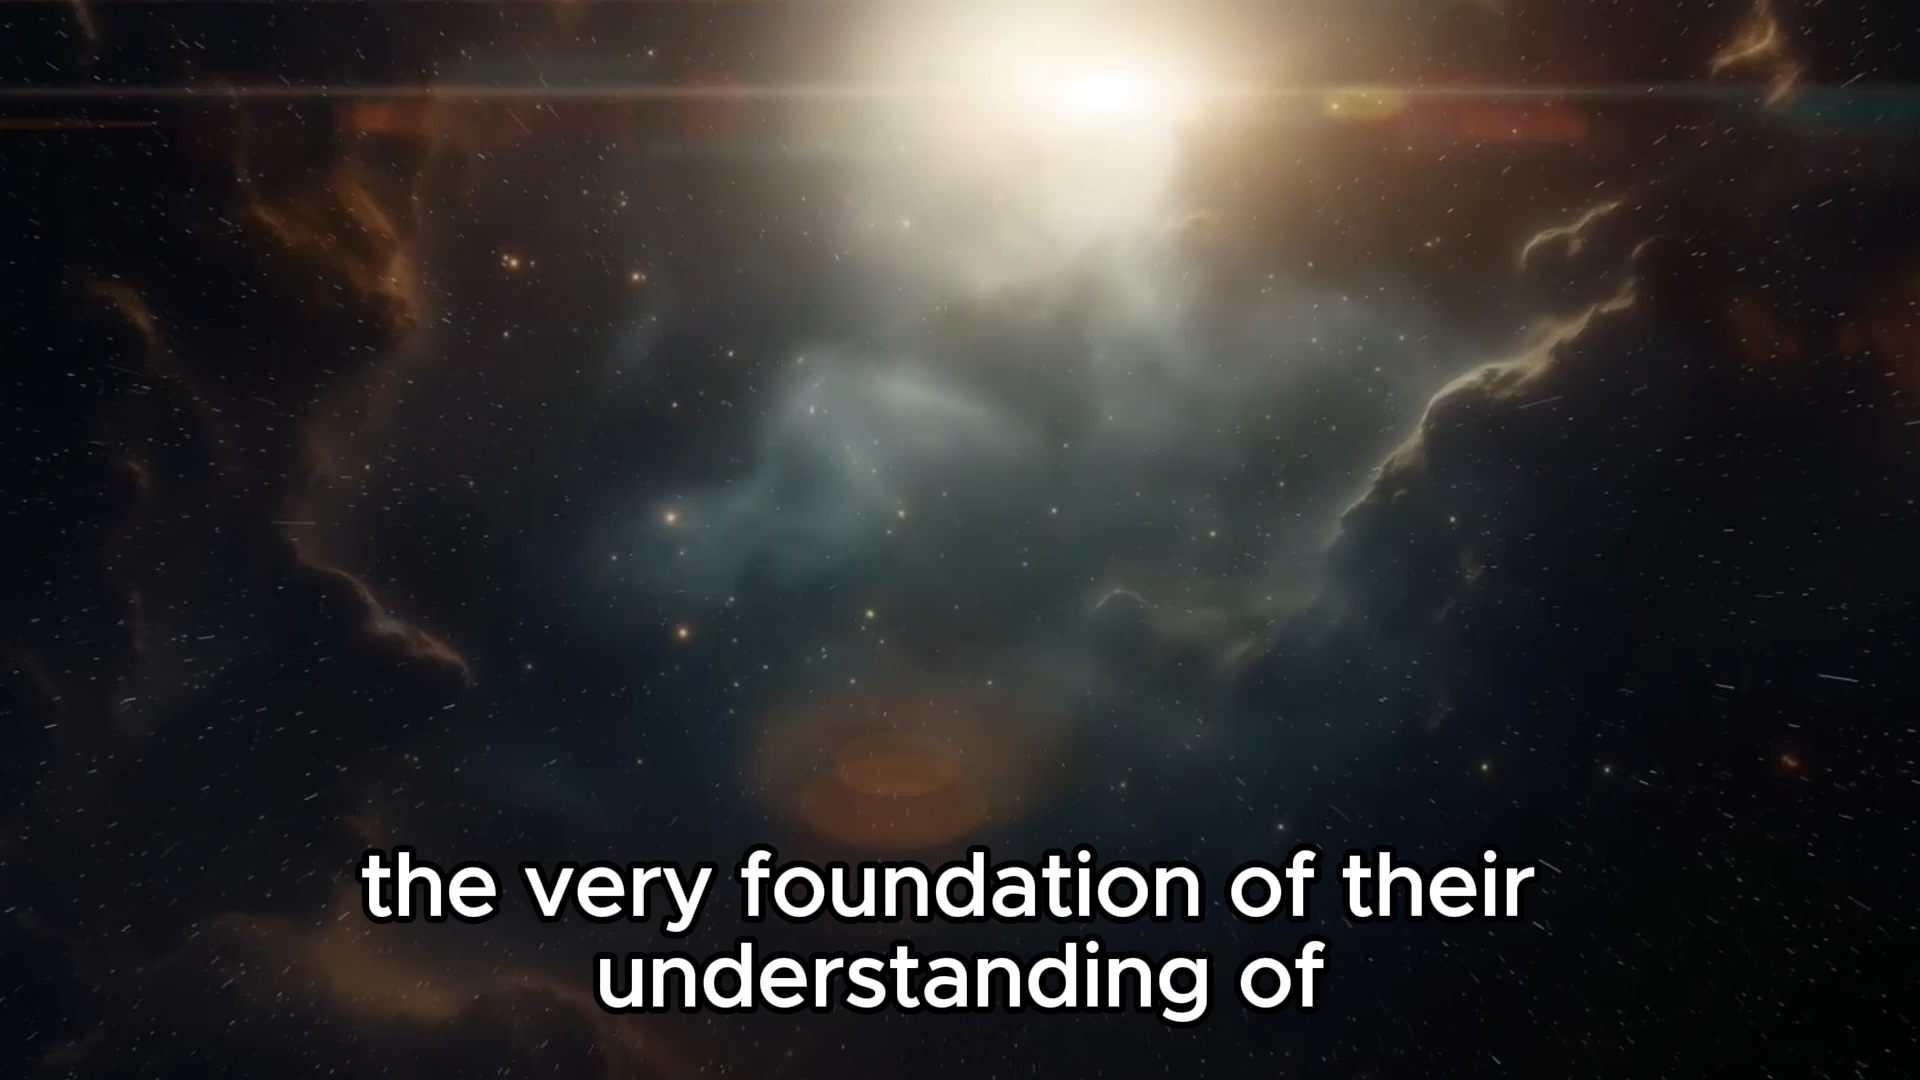 the very foundation of their
understanding of